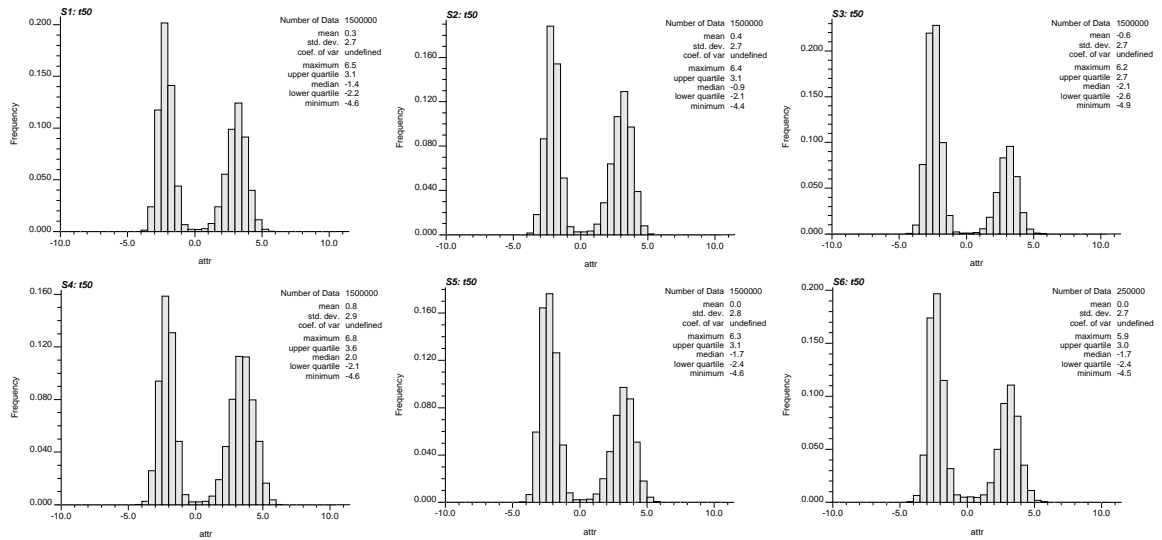 S1: t50
Number of Data 1500000
mean 0.3
std. dev. 2.7
coef. of var undefined
maximum 6.5
upper quartile 3.1
median -1.4
lower quartile -2.2
minimum -4.6
Frequency
0.200
0.150
0.100
0.050
0.000
-10.0 -5.0 0.0 5.0 10.0
attr
S2: t50
Number of Data 1500000
mean 0.4
std. dev. 2.7
coef. of var undefined
maximum 6.4
upper quartile 3.1
median -0.9
lower quartile -2.1
minimum -4.4
Frequency
0.160
0.120
0.080
0.040
0.000
-10.0 -5.0 0.0 5.0 10.0
attr
S3: t50
Number of Data 1500000
mean -0.6
std. dev. 2.7
coef. of var undefined
maximum 6.2
upper quartile 2.7
median -2.1
lower quartile -2.6
minimum -4.9
Frequency
0.200
0.150
0.100
0.050
0.000
-10.0 -5.0 0.0 5.0 10.0
attr
S4: t50
Number of Data 1500000
mean 0.8
std. dev. 2.9
coef. of var undefined
maximum 6.8
upper quartile 3.6
median 2.0
lower quartile -2.1
minimum -4.6
Frequency
0.160
0.120
0.080
0.040
0.000
-10.0 -5.0 0.0 5.0 10.0
attr
S5: t50
Number of Data 1500000
mean 0.0
std. dev. 2.8
coef. of var undefined
maximum 6.3
upper quartile 3.1
median -1.7
lower quartile -2.4
minimum -4.6
Frequency
0.160
0.120
0.080
0.040
0.000
-10.0 -5.0 0.0 5.0 10.0
attr
S6: t50
Number of Data 250000
mean 0.0
std. dev. 2.7
coef. of var undefined
maximum 5.9
upper quartile 3.0
median -1.7
lower quartile -2.4
minimum -4.5
Frequency
0.200
0.150
0.100
0.050
0.000
-10.0 -5.0 0.0 5.0 10.0
attr